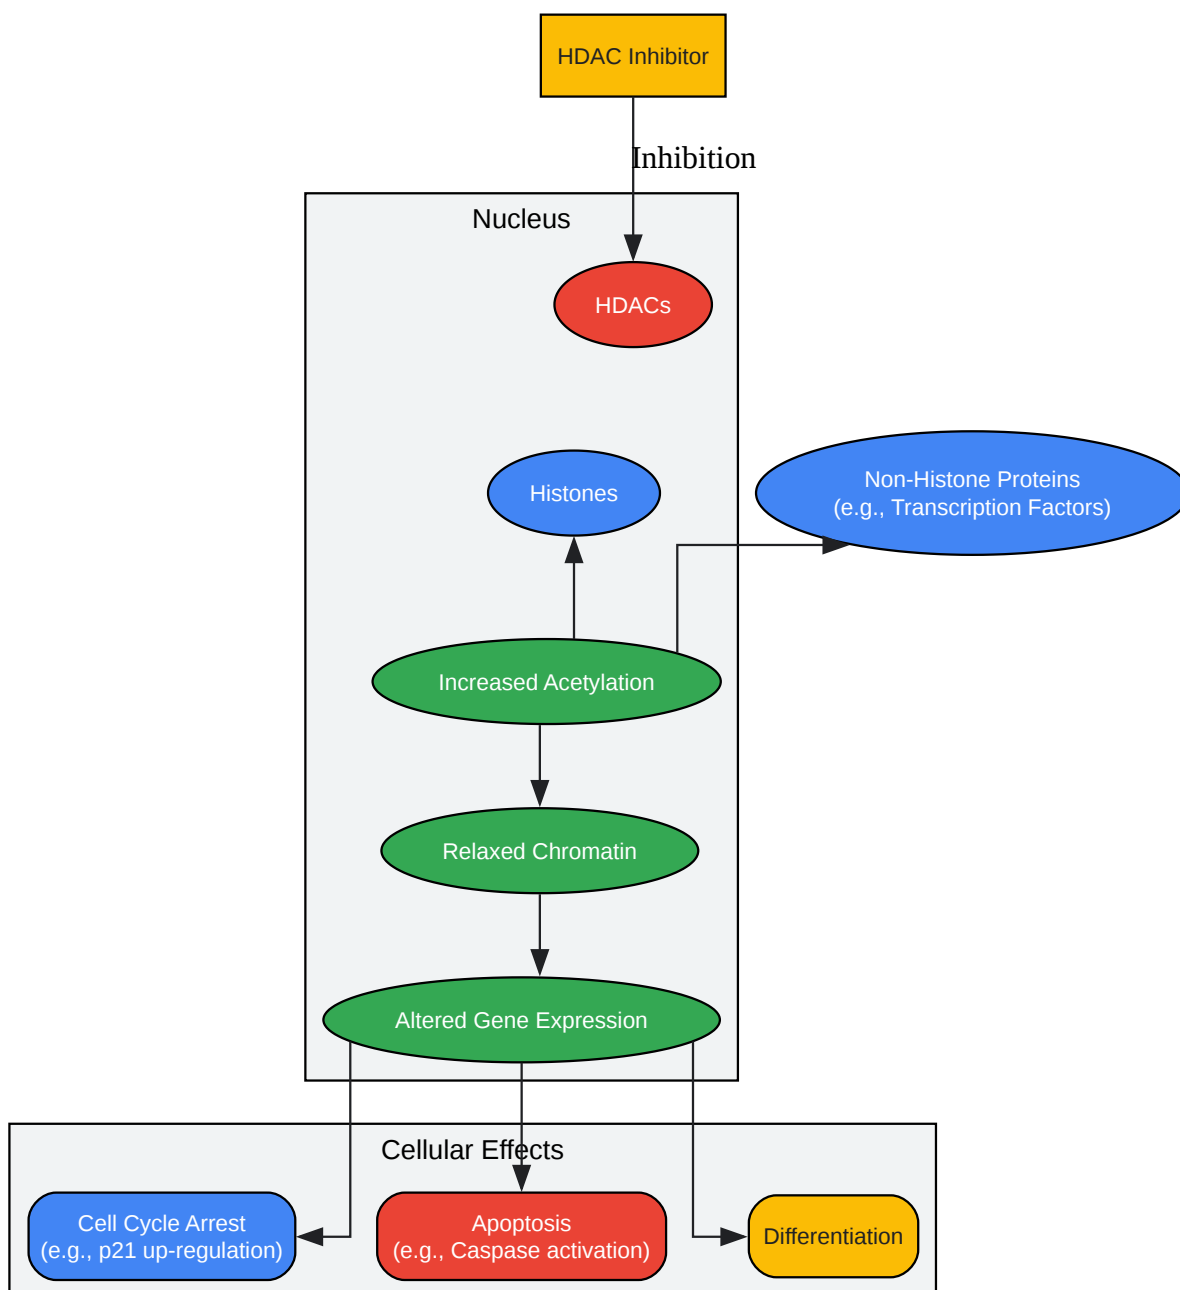 HDAC Inhibitor
Inhibition
Nucleus
HDACs
Histones
Non-Histone Proteins
(e.g., Transcription Factors)
Increased Acetylation
Relaxed Chromatin
Altered Gene Expression
Cellular Effects
Cell Cycle Arrest
(e.g., p21 up-regulation)
Apoptosis
(e.g., Caspase activation)
Differentiation